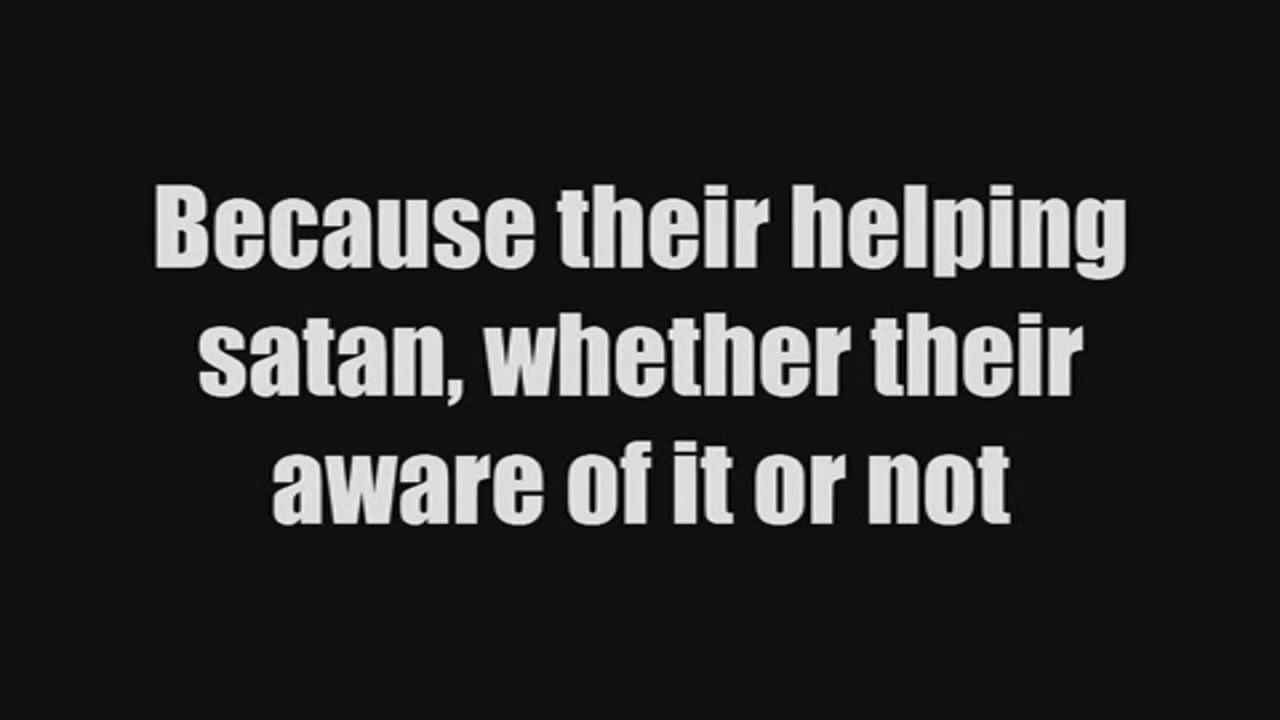 Because their helping
satan, whether their
aware of it or not